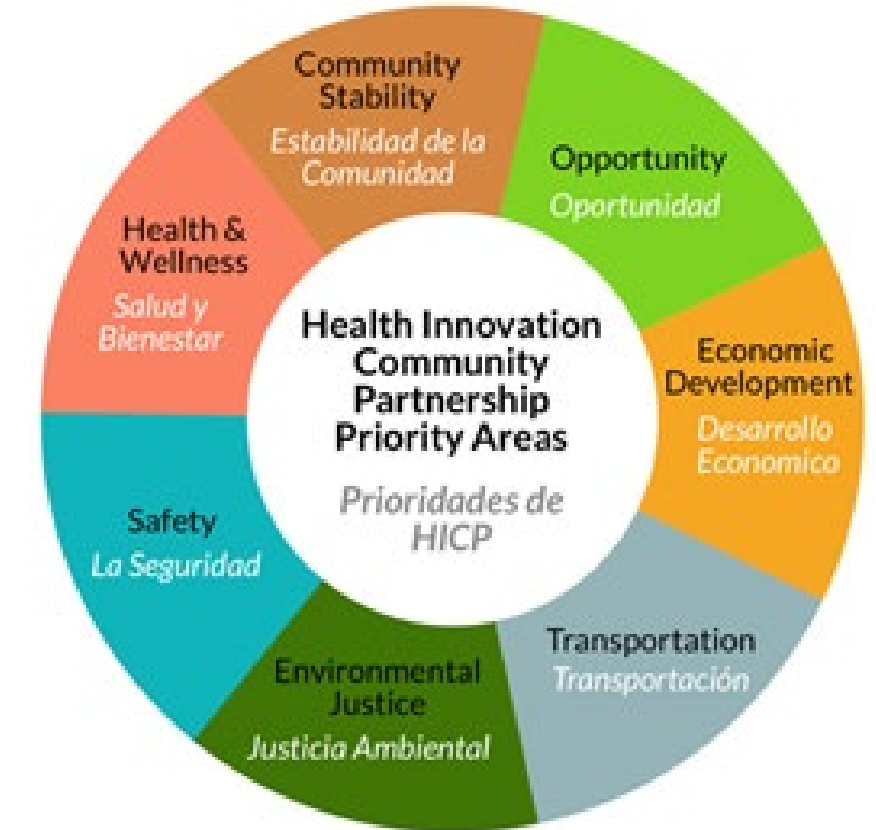 Community
Stability
Estabilidad de la
Comunidad
Opportunity
Oportunidad
Economic
Development
Desarrollo
Economico
Transportation
Transportación
Environmental
Justice
Justicia Ambiental
Safety
La Seguridad
Health &
Wellness
Salud y
Bienestar
Health Innovation
Community
Partnership
Priority Areas
Prioridades de
HICP